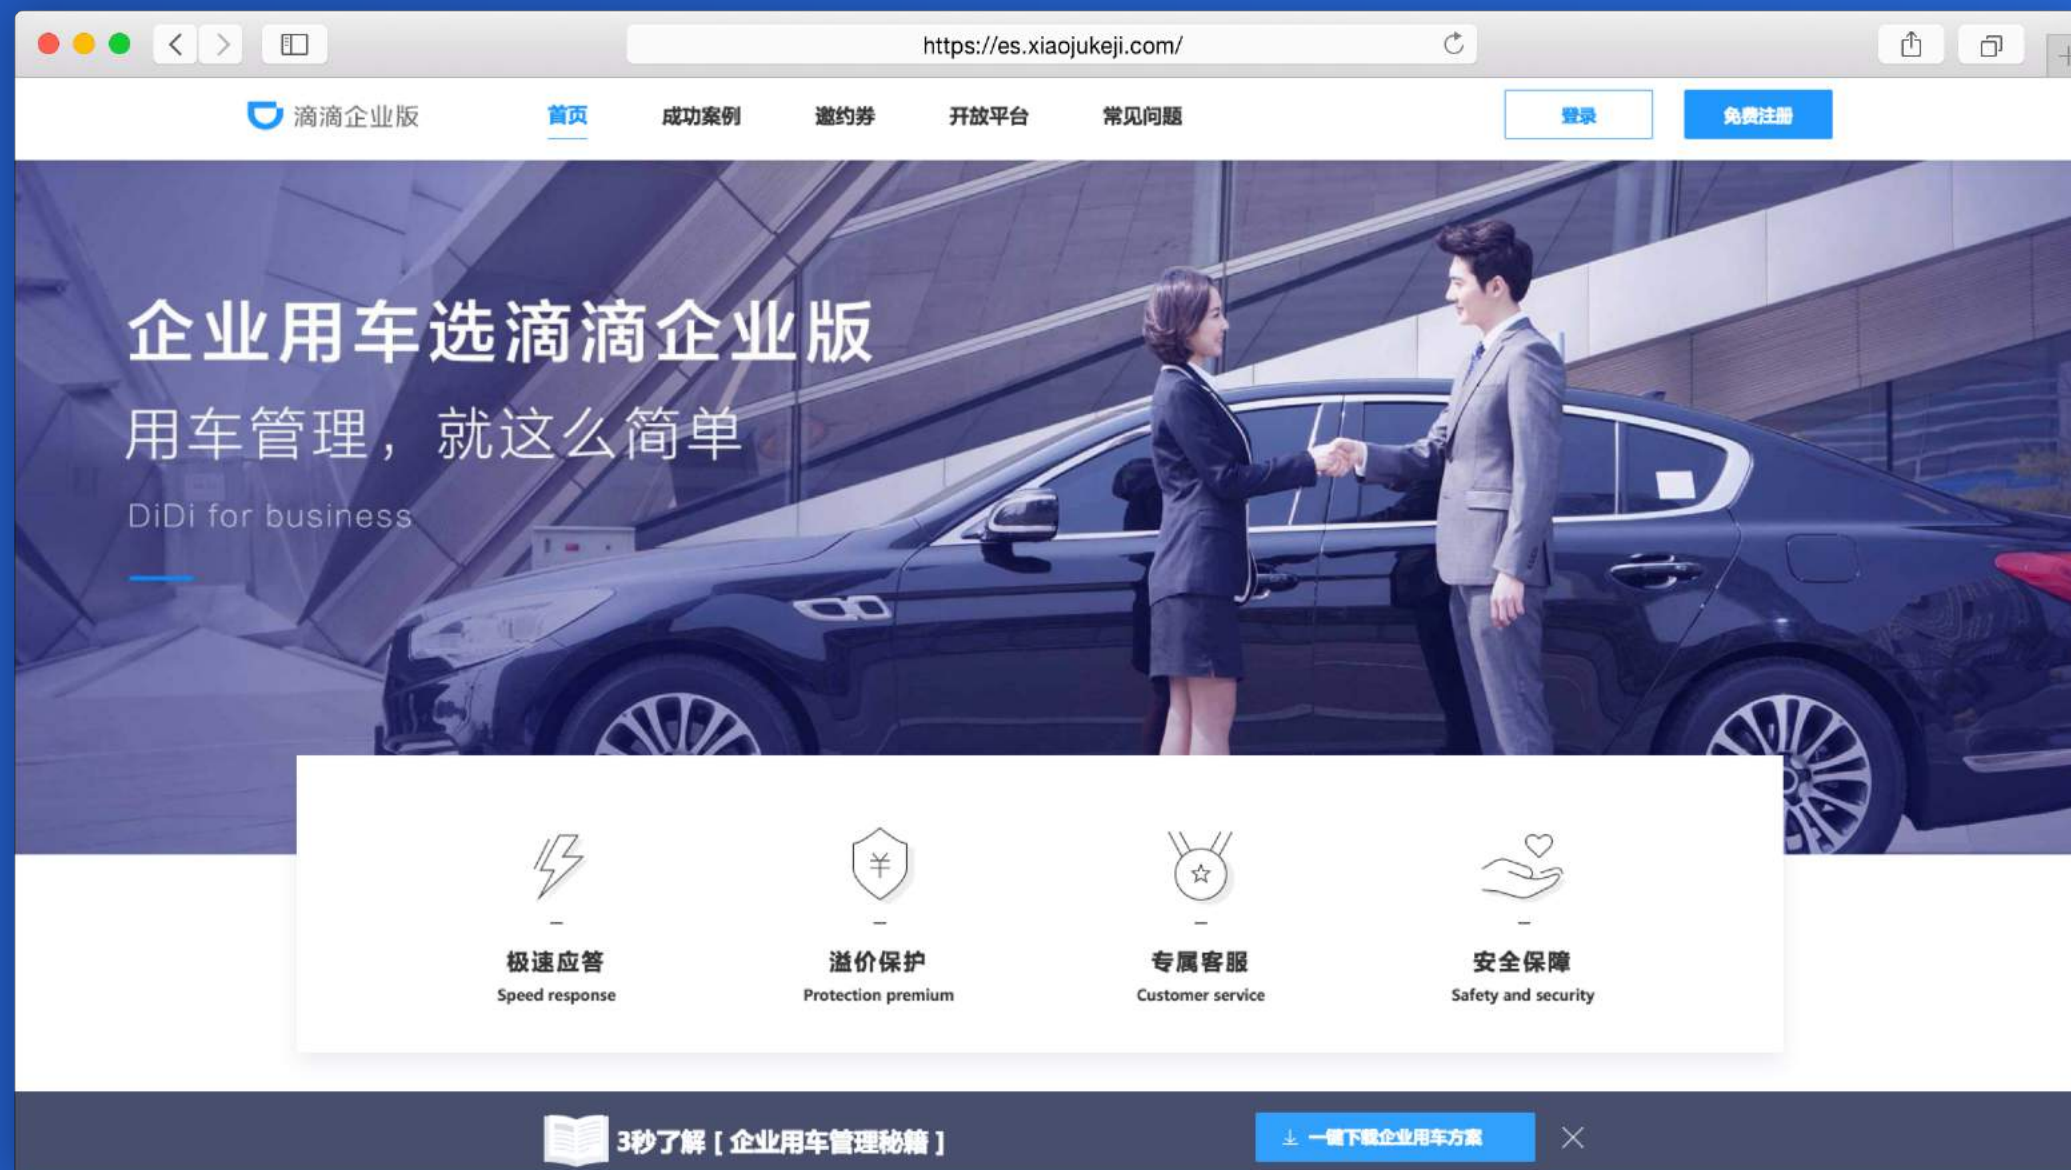 https://es.xiaojukeji.com/
滴滴企业版 首页 成功案例 邀约券 开放平台 常见问题 登录 免费注册
企业用车选滴滴企业版
用车管理，就这么简单
DiDi for business
极速应答 溢价保护 专属客服 安全保障
Speed response Protection premium Customer service Safety and security
3秒了解 [ 企业用车管理秘籍 ] 一键下载企业用车方案